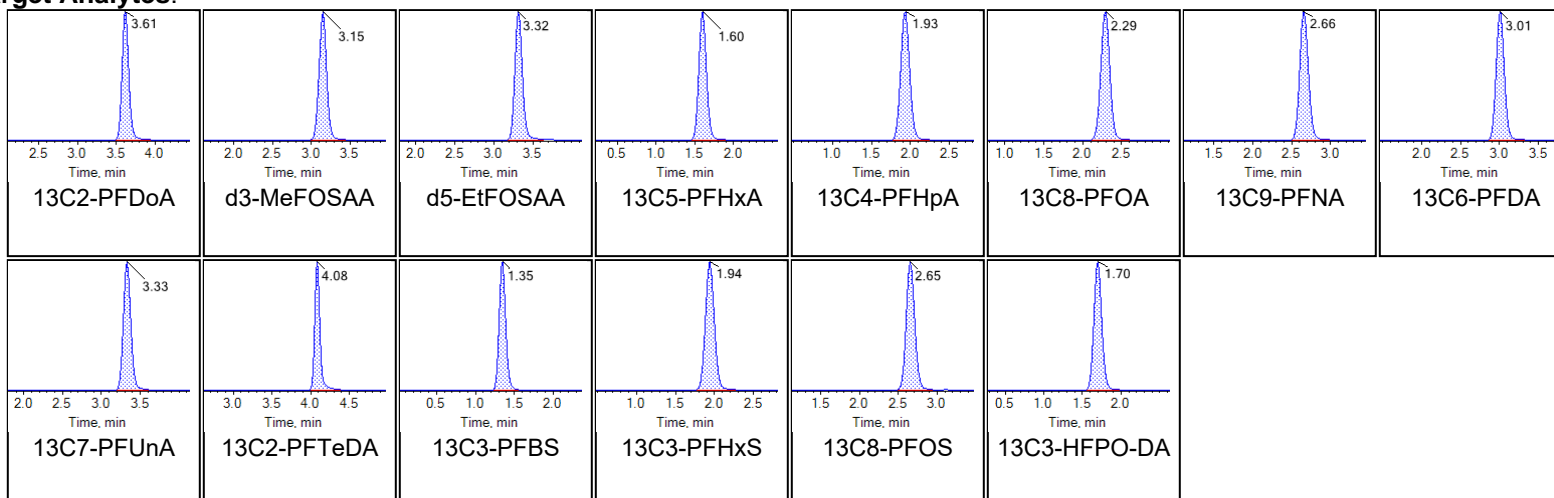 rget Analytes:
3.61 3.15 3.32 1.60 1.93 2.29 2.66 3.01
2.5 3.0 3.5 4.0 2.0 2.5 3.0 3.5 2.0 2.5 3.0 3.5 0.5 1.0 1.5 2.0 1.0 1.5 2.0 2.5 1.0 1.5 2.0 2.5 1.5 2.0 2.5 3.0 2.0 2.5 3.0 3.5
Time, min Time, min Time, min Time, min Time, min Time, min Time, min Time, min
13C2-PFDoA d3-MeFOSAA d5-EtFOSAA 13C5-PFHxA 13C4-PFHpA 13C8-PFOA 13C9-PFNA 13C6-PFDA
3.33 4.08 1.35 1.94 2.65 1.70
2.0 2.5 3.0 3.5 3.0 3.5 4.0 4.5 0.5 1.0 1.5 2.0 1.0 1.5 2.0 2.5 1.5 2.0 2.5 3.0 0.5 1.0 1.5 2.0
Time, min Time, min Time, min Time, min Time, min Time, min
13C7-PFUnA 13C2-PFTeDA 13C3-PFBS 13C3-PFHxS 13C8-PFOS 13C3-HFPO-DA